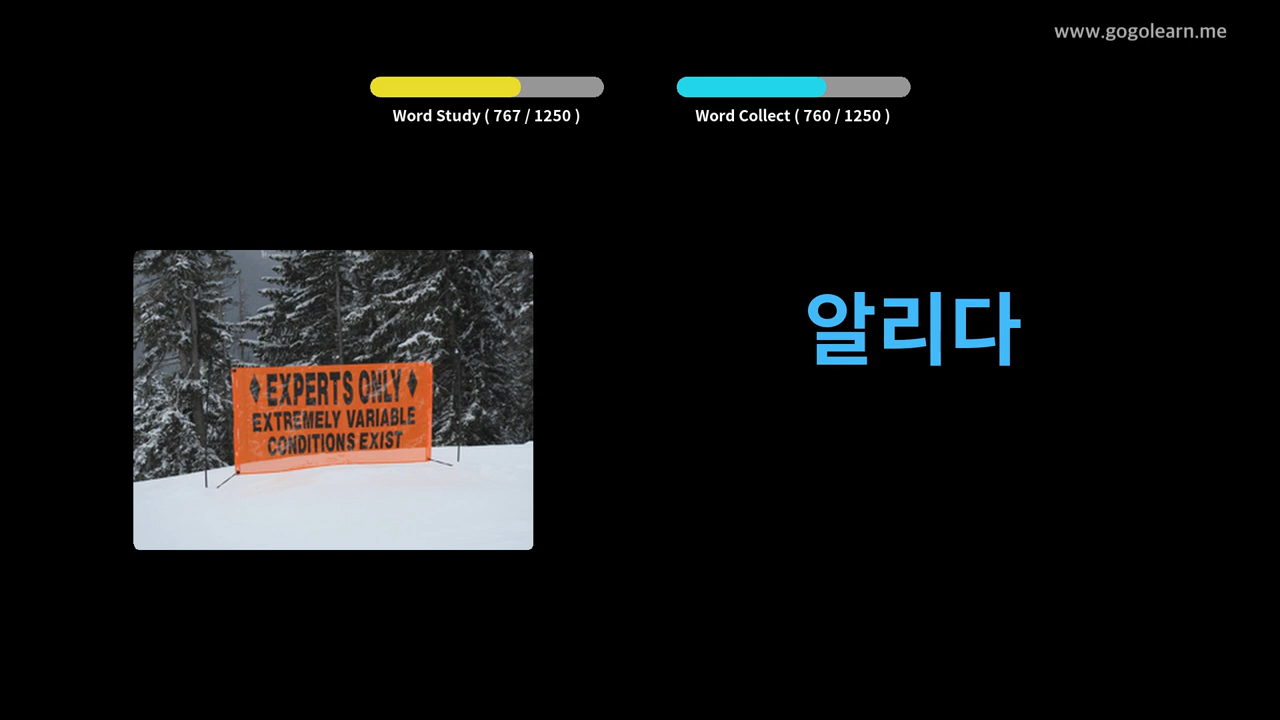 www.gogolearn.me
Word Study ( 767 / 1250 )
Word Collect ( 760 / 1250 )
EXPERTS ONLY
EXTREMELY VARIABLE
CONDITIONS EXIST
알리다